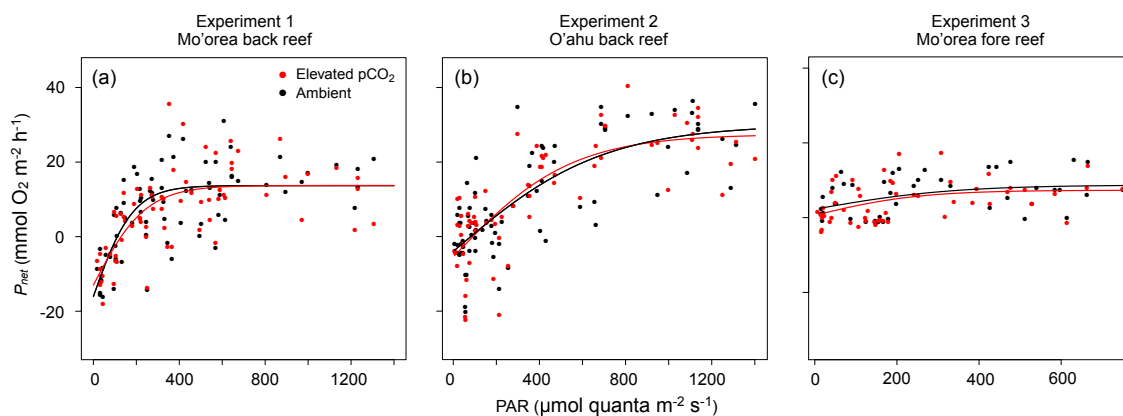 Experiment 1
Mo'orea back reef
Experiment 2
O'ahu back reef
Experiment 3
Mo'orea fore reef
(a)
Elevated pCO₂
Ambient
(b)
(c)
40
20
0
-20
P_net (mmol O₂ m⁻² h⁻¹)
0 400 800 1200
0 400 800 1200
0 200 400 600
PAR (μmol quanta m⁻² s⁻¹)